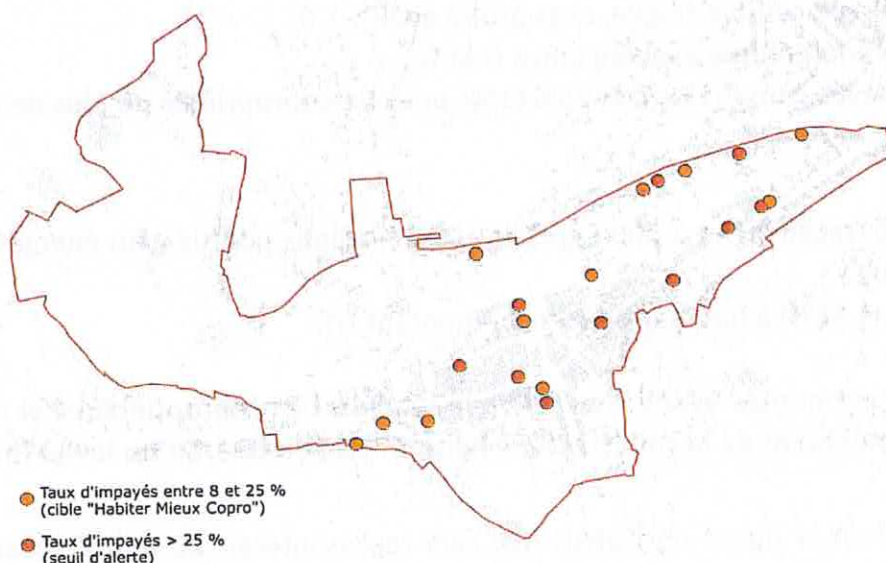 Taux d'impayés entre 8 et 25 %
(cible "Habiter Mieux Copro")
Taux d'impayés > 25 %
(seuil d'alerte)